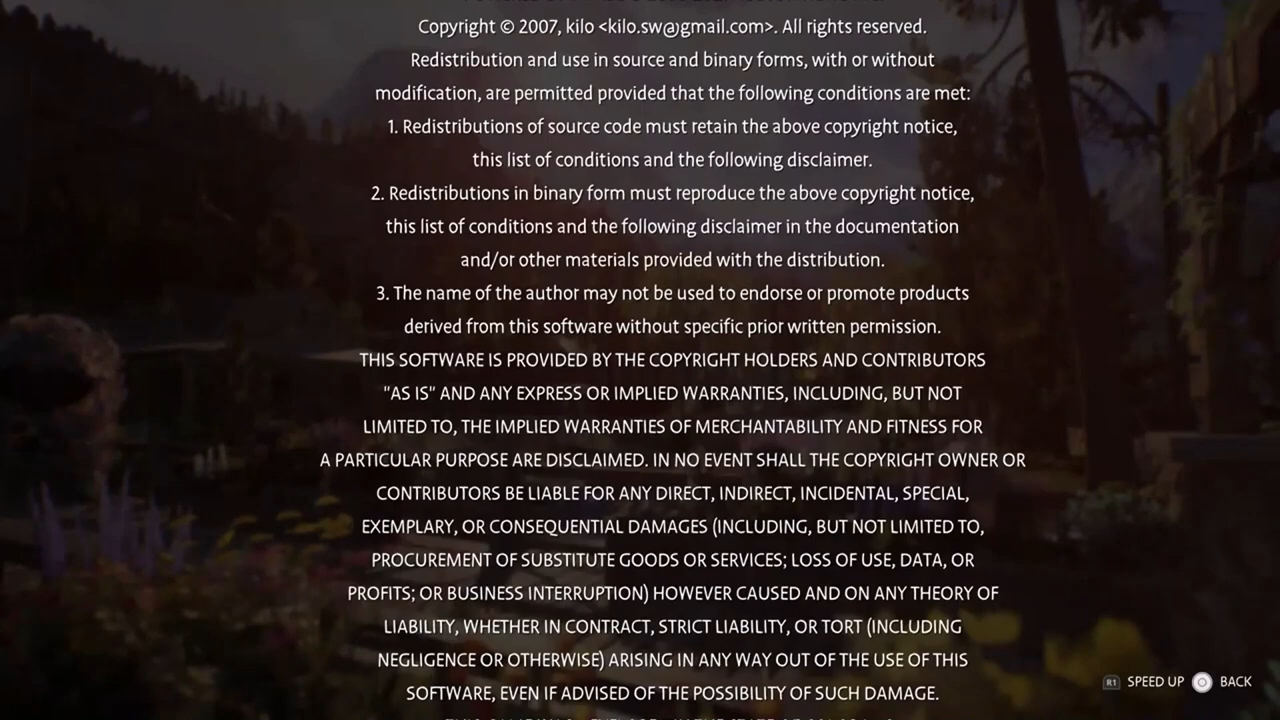 Copyright © 2007, kilo <kilo.sw@gmail.com>. All rights reserved.
Redistribution and use in source and binary forms, with or without
modification, are permitted provided that the following conditions are met:
1. Redistributions of source code must retain the above copyright notice,
this list of conditions and the following disclaimer.
2. Redistributions in binary form must reproduce the above copyright notice,
this list of conditions and the following disclaimer in the documentation
and/or other materials provided with the distribution.
3. The name of the author may not be used to endorse or promote products
derived from this software without specific prior written permission.
THIS SOFTWARE IS PROVIDED BY THE COPYRIGHT HOLDERS AND CONTRIBUTORS
"AS IS" AND ANY EXPRESS OR IMPLIED WARRANTIES, INCLUDING, BUT NOT
LIMITED TO, THE IMPLIED WARRANTIES OF MERCHANTABILITY AND FITNESS FOR
A PARTICULAR PURPOSE ARE DISCLAIMED. IN NO EVENT SHALL THE COPYRIGHT OWNER OR
CONTRIBUTORS BE LIABLE FOR ANY DIRECT, INDIRECT, INCIDENTAL, SPECIAL,
EXEMPLARY, OR CONSEQUENTIAL DAMAGES (INCLUDING, BUT NOT LIMITED TO,
PROCUREMENT OF SUBSTITUTE GOODS OR SERVICES; LOSS OF USE, DATA, OR
PROFITS; OR BUSINESS INTERRUPTION) HOWEVER CAUSED AND ON ANY THEORY OF
LIABILITY, WHETHER IN CONTRACT, STRICT LIABILITY, OR TORT (INCLUDING
NEGLIGENCE OR OTHERWISE) ARISING IN ANY WAY OUT OF THE USE OF THIS
SOFTWARE, EVEN IF ADVISED OF THE POSSIBILITY OF SUCH DAMAGE.
R1 SPEED UP BACK